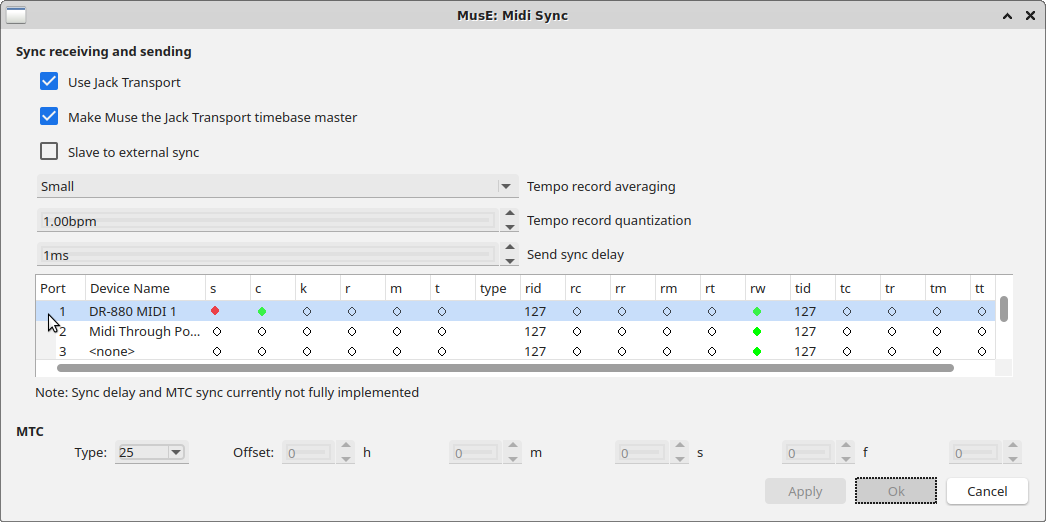 MusE: Midi Sync
Sync receiving and sending
Use Jack Transport
Make Muse the Jack Transport timebase master
Slave to external sync
Small Tempo record averaging
1.00bpm Tempo record quantization
1ms Send sync delay
Port Device Name s c k r m t type rid rc rr rm rt rw tid tc tr tm tt
1 DR-880 MIDI 1 127 127
2 Midi Through Po... 127 127
3 <none> 127 127
Note: Sync delay and MTC sync currently not fully implemented
MTC
Type: 25 Offset: 0 h 0 m 0 s 0 f 0
Apply Ok Cancel